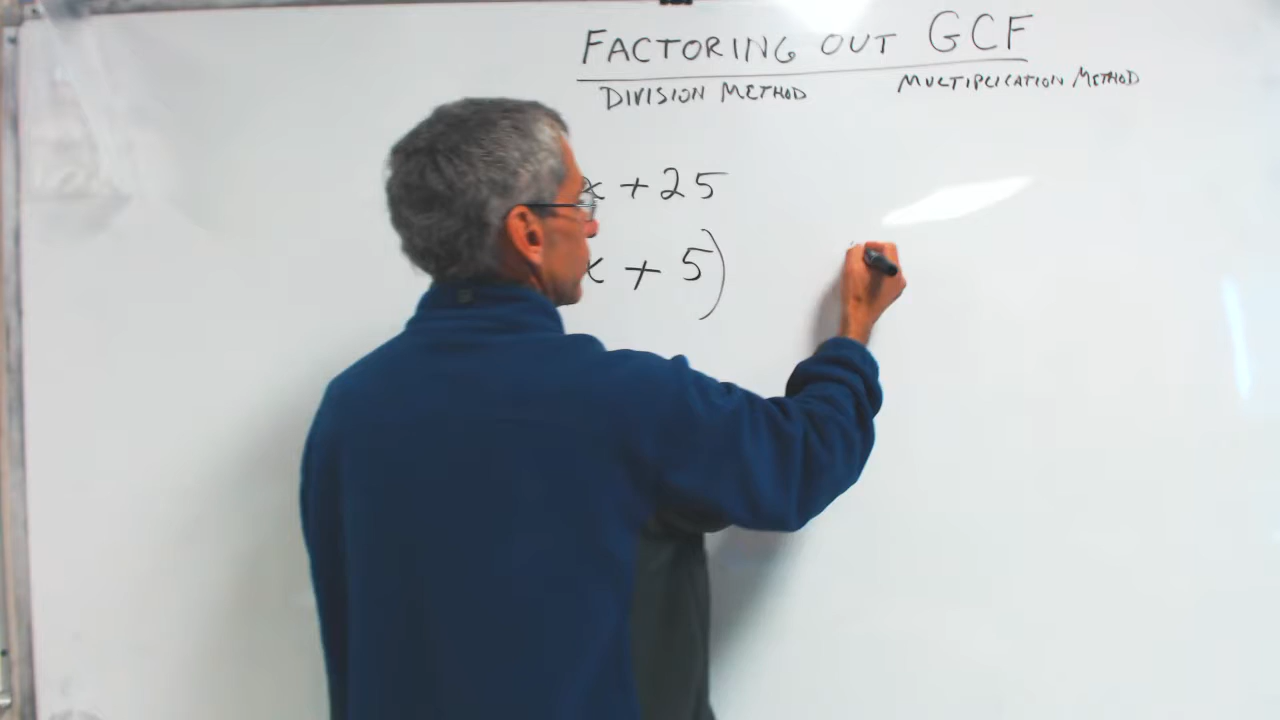 FACTORING OUT GCF
DIVISION METHOD MULTIPLICATION METHOD
x + 25
x + 5)